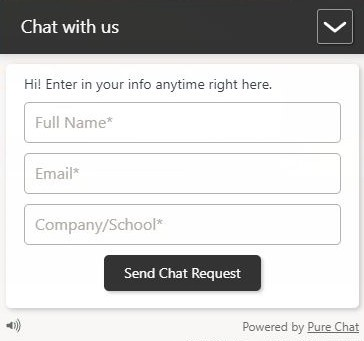 Chat with us
Hi! Enter in your info anytime right here.
Full Name*
Email*
Company/School*
Send Chat Request
Powered by Pure Chat